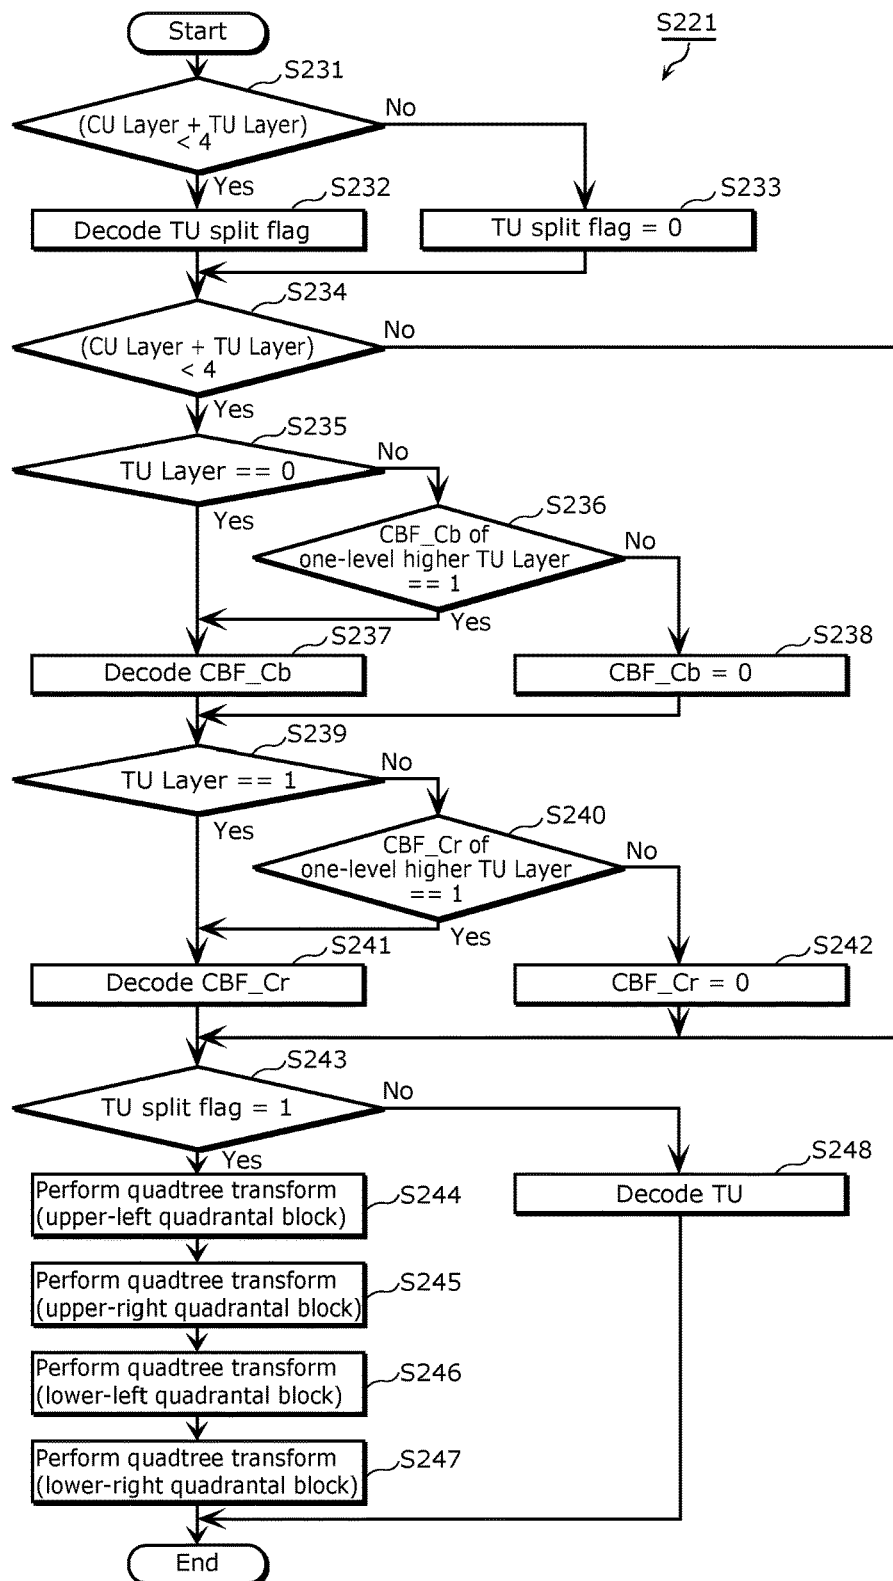 Start
S221
S231
(CU Layer + TU Layer)
< 4
No
Yes
S232
S233
Decode TU split flag
TU split flag = 0
S234
(CU Layer + TU Layer)
< 4
No
Yes
S235
TU Layer == 0
No
Yes
S236
CBF_Cb of
one-level higher TU Layer
== 1
No
Yes
S237
S238
Decode CBF_Cb
CBF_Cb = 0
S239
TU Layer == 1
No
Yes
S240
CBF_Cr of
one-level higher TU Layer
== 1
No
Yes
S241
S242
Decode CBF_Cr
CBF_Cr = 0
S243
TU split flag = 1
No
Yes
S248
Decode TU
Perform quadtree transform
(upper-left quadrantal block)
S244
Perform quadtree transform
(upper-right quadrantal block)
S245
Perform quadtree transform
(lower-left quadrantal block)
S246
Perform quadtree transform
(lower-right quadrantal block)
S247
End